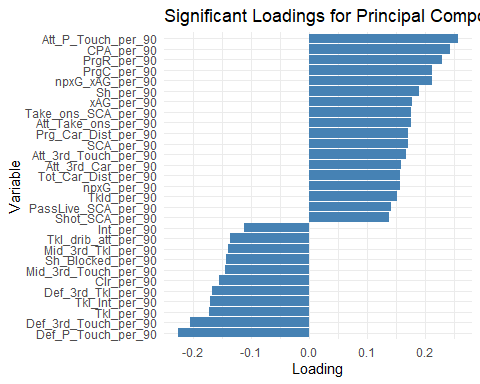 Significant Loadings for Principal Compo
Att_P_Touch_per_90
CPA_per_90
PrgR_per_90
PrgC_per_90
npxG_xAG_per_90
Sh_per_90
xAG_per_90
Take_ons_SCA_per_90
Att_Take_ons_per_90
Prg_Car_Dist_per_90
SCA_per_90
Att_3rd_Touch_per_90
Att_3rd_Car_per_90
Tot_Car_Dist_per_90
npxG_per_90
Tkld_per_90
PassLive_SCA_per_90
Shot_SCA_per_90
Int_per_90
Tkl_drib_att_per_90
Mid_3rd_Tkl_per_90
Sh_Blocked_per_90
Mid_3rd_Touch_per_90
Clr_per_90
Def_3rd_Tkl_per_90
Tkl_Int_per_90
Tkl_per_90
Def_3rd_Touch_per_90
Def_P_Touch_per_90
Variable
-0.2 -0.1 0.0 0.1 0.2
Loading